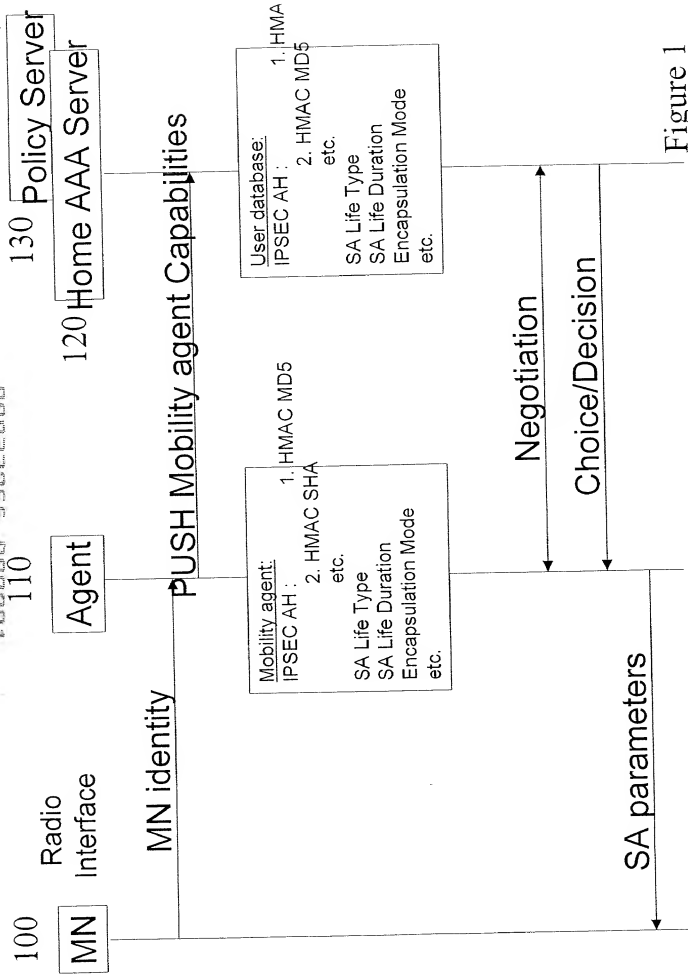 100
MN
Radio
Interface
110
Agent
120
Home AAA Server
130
Policy Server
MN identity
PUSH Mobility agent Capabilities
Mobility agent:
IPSEC AH :
1. HMAC MD5
2. HMAC SHA
etc.
SA Life Type
SA Life Duration
Encapsulation Mode
etc.
User database:
IPSEC AH :
1. HMA
2. HMAC MD5
etc.
SA Life Type
SA Life Duration
Encapsulation Mode
etc.
Negotiation
Choice/Decision
SA parameters
Figure 1